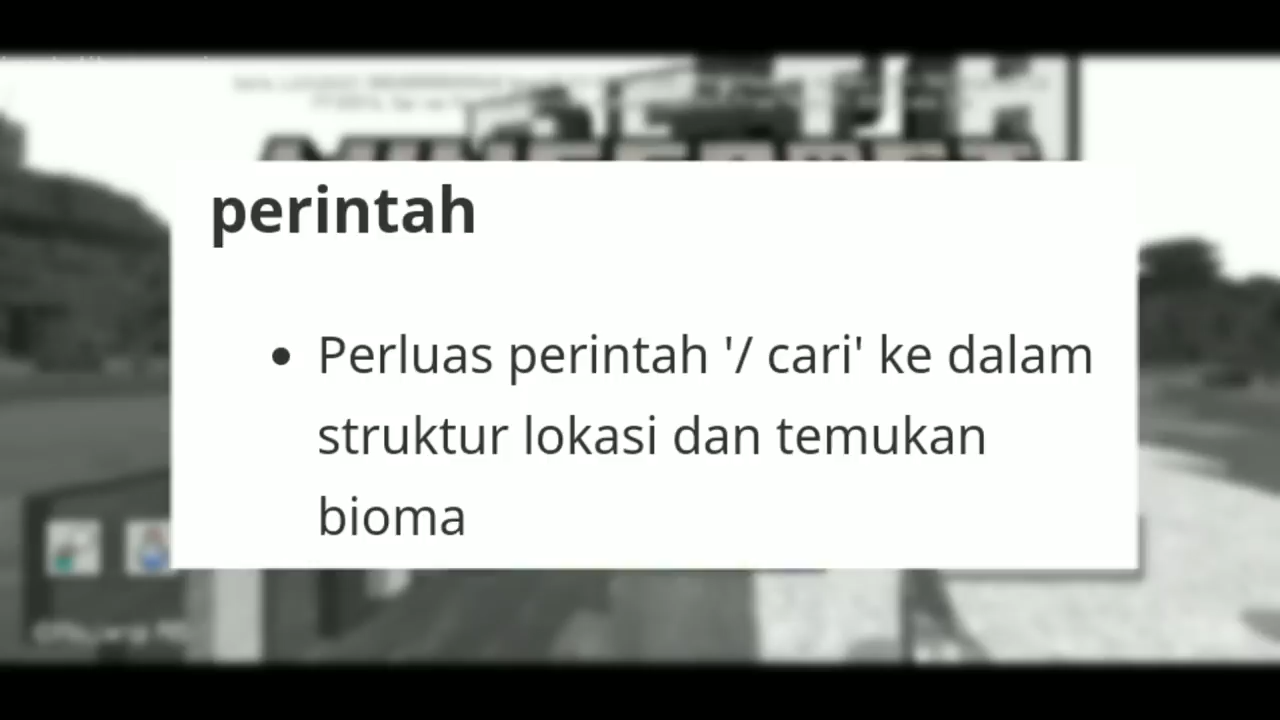 perintah
• Perluas perintah '/ cari' ke dalam
struktur lokasi dan temukan
bioma